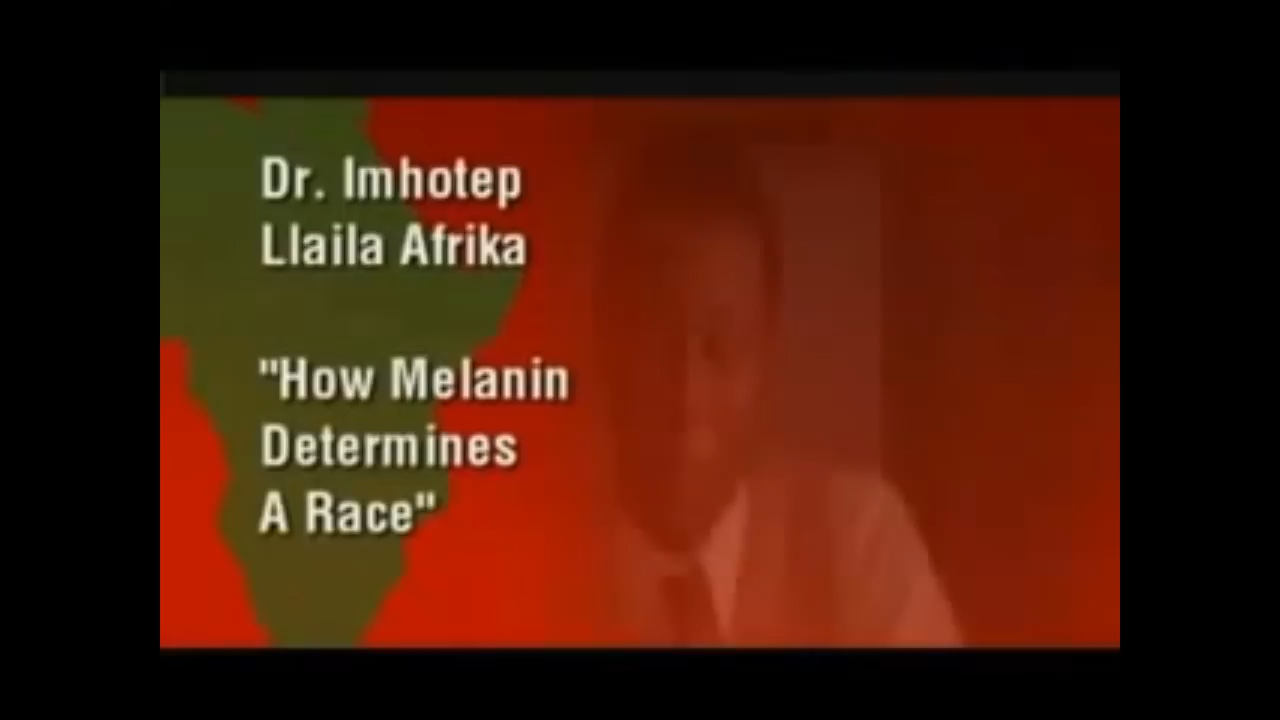 Dr. Imhotep
Llaila Afrika
"How Melanin
Determines
A Race"